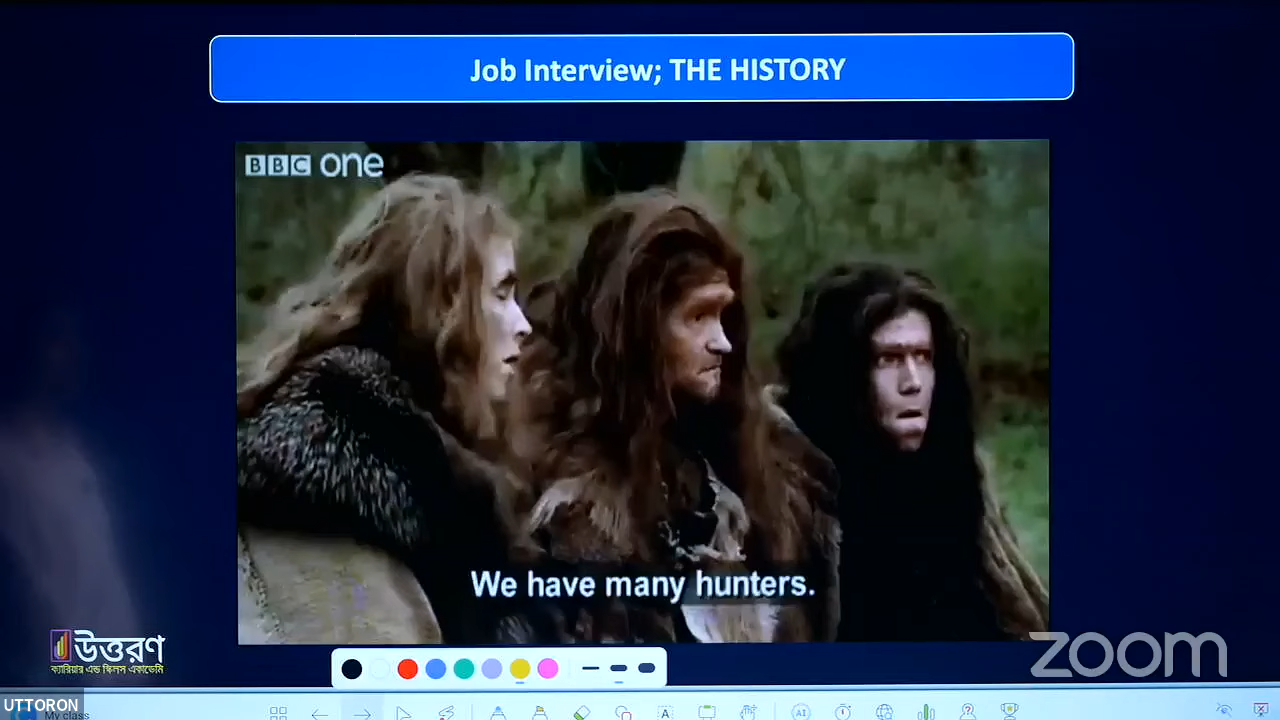 Job Interview; THE HISTORY
BBC one
We have many hunters.
উত্তরণ
ক্যারিয়ার এন্ড স্কিলস একাডেমি
zoom
UTTORON
My class
A
AI